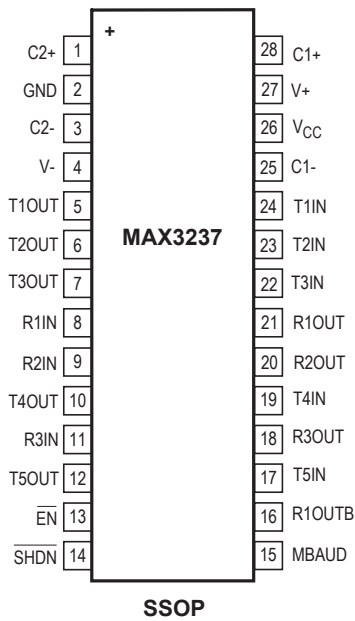 +
C2+ 1 28 C1+
GND 2 27 V+
C2- 3 26 VCC
V- 4 25 C1-
T1OUT 5 24 T1IN
T2OUT 6 MAX3237 23 T2IN
T3OUT 7 22 T3IN
R1IN 8 21 R1OUT
R2IN 9 20 R2OUT
T4OUT 10 19 T4IN
R3IN 11 18 R3OUT
T5OUT 12 17 T5IN
EN 13 16 R1OUTB
SHDN 14 15 MBAUD
SSOP